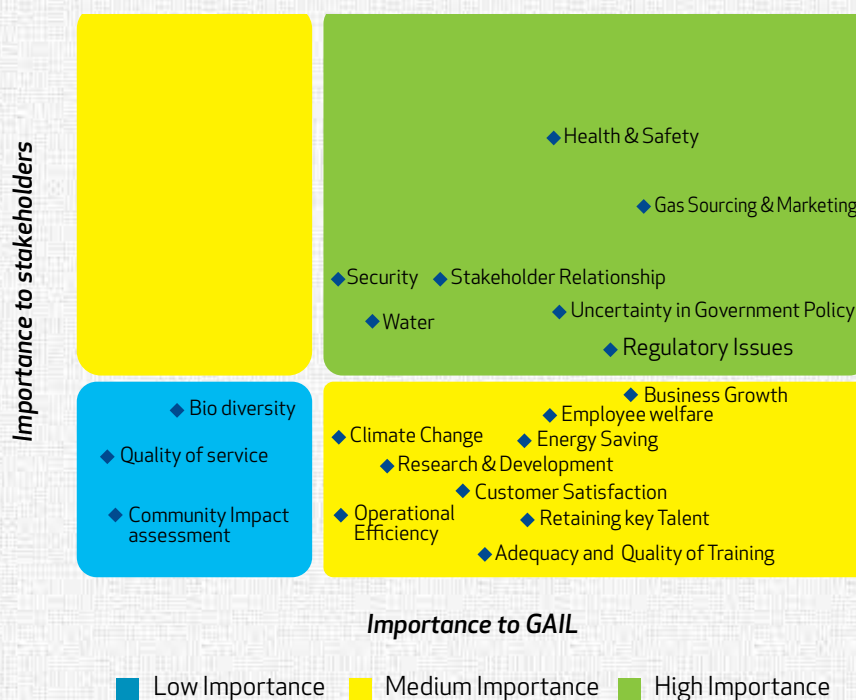 Importance to stakeholders
Health & Safety
Gas Sourcing & Marketing
Security
Stakeholder Relationship
Uncertainty in Government Policy
Water
Regulatory Issues
Business Growth
Bio diversity
Employee welfare
Climate Change
Energy Saving
Quality of service
Research & Development
Customer Satisfaction
Community Impact
assessment
Operational
Efficiency
Retaining key Talent
Adequacy and Quality of Training
Importance to GAIL
Low Importance
Medium Importance
High Importance